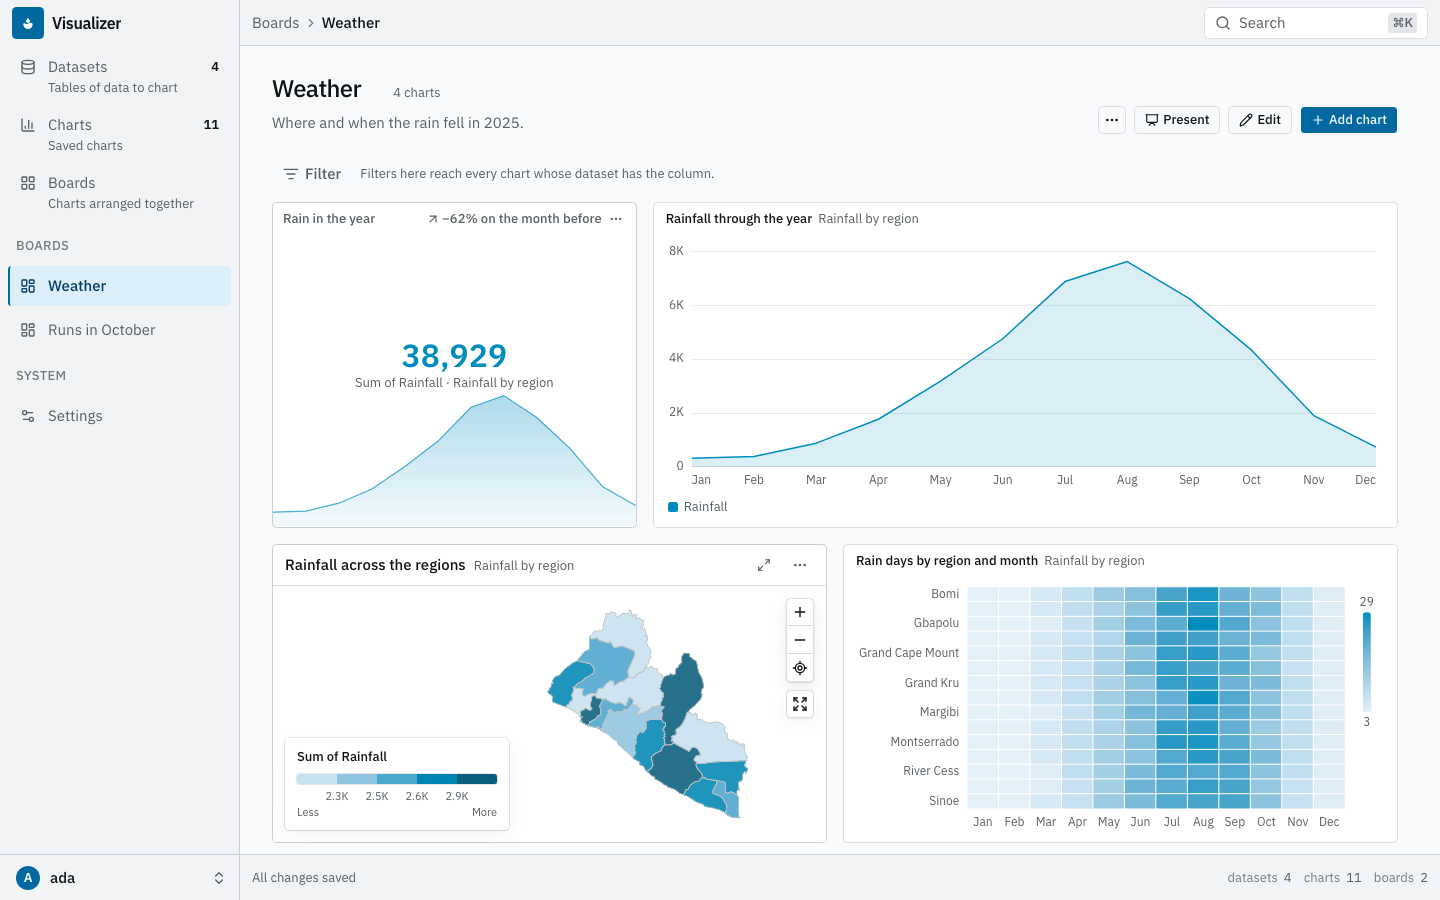 Visualizer
Boards > Weather
Search ⌘K
Datasets 4
Tables of data to chart
Charts 11
Saved charts
Boards
Charts arranged together
BOARDS
Weather
Runs in October
SYSTEM
Settings
A ada
Weather 4 charts
Where and when the rain fell in 2025.
Present
Edit
+ Add chart
Filter
Filters here reach every chart whose dataset has the column.
Rain in the year
−62% on the month before
38,929
Sum of Rainfall · Rainfall by region
Rainfall through the year Rainfall by region
8K
6K
4K
2K
0
Jan Feb Mar Apr May Jun Jul Aug Sep Oct Nov Dec
Rainfall
Rainfall across the regions Rainfall by region
Sum of Rainfall
2.3K 2.5K 2.6K 2.9K
Less More
Rain days by region and month Rainfall by region
Bomi
Gbapolu
Grand Cape Mount
Grand Kru
Margibi
Montserrado
River Cess
Sinoe
Jan Feb Mar Apr May Jun Jul Aug Sep Oct Nov Dec
29
3
All changes saved
datasets 4 charts 11 boards 2